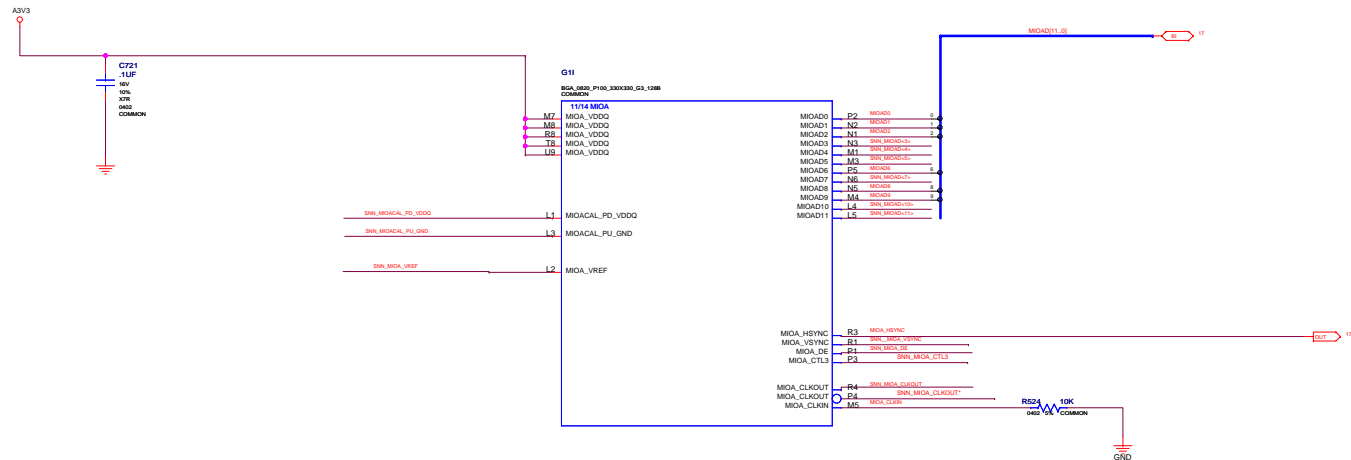 A3V3
C721
.1UF
16V
10%
X7R
0402
COMMON
G1I
BGA_0820_P100_330X330_G3_128B
COMMON
11/14 MIOA
M7 MIOA_VDDQ
M8 MIOA_VDDQ
R8 MIOA_VDDQ
T8 MIOA_VDDQ
U9 MIOA_VDDQ
SNN_MIOACAL_PD_VDDQ L1 MIOACAL_PD_VDDQ
SNN_MIOACAL_PU_GND L3 MIOACAL_PU_GND
SNN_MIOA_VREF L2 MIOA_VREF
MIOAD[11..0] BI 17
MIOAD0 P2 MIOAD0 0
MIOAD1 N2 MIOAD1 1
MIOAD2 N1 MIOAD2 2
MIOAD3 N3 SNN_MIOAD<3>
MIOAD4 M1 SNN_MIOAD<4>
MIOAD5 M3 SNN_MIOAD<5>
MIOAD6 P5 MIOAD6 6
MIOAD7 N6 SNN_MIOAD<7>
MIOAD8 N5 MIOAD8 8
MIOAD9 M4 MIOAD9 9
MIOAD10 L4 SNN_MIOAD<10>
MIOAD11 L5 SNN_MIOAD<11>
MIOA_HSYNC R3 MIOA_HSYNC OUT 17
MIOA_VSYNC R1 SNN__MIOA_VSYNC
MIOA_DE P1 SNN_MIOA_DE
MIOA_CTL3 P3 SNN_MIOA_CTL3
MIOA_CLKOUT R4 SNN_MIOA_CLKOUT
MIOA_CLKOUT P4 SNN_MIOA_CLKOUT*
MIOA_CLKIN M5 MIOA_CLKIN
R524 10K
0402 5% COMMON
GND